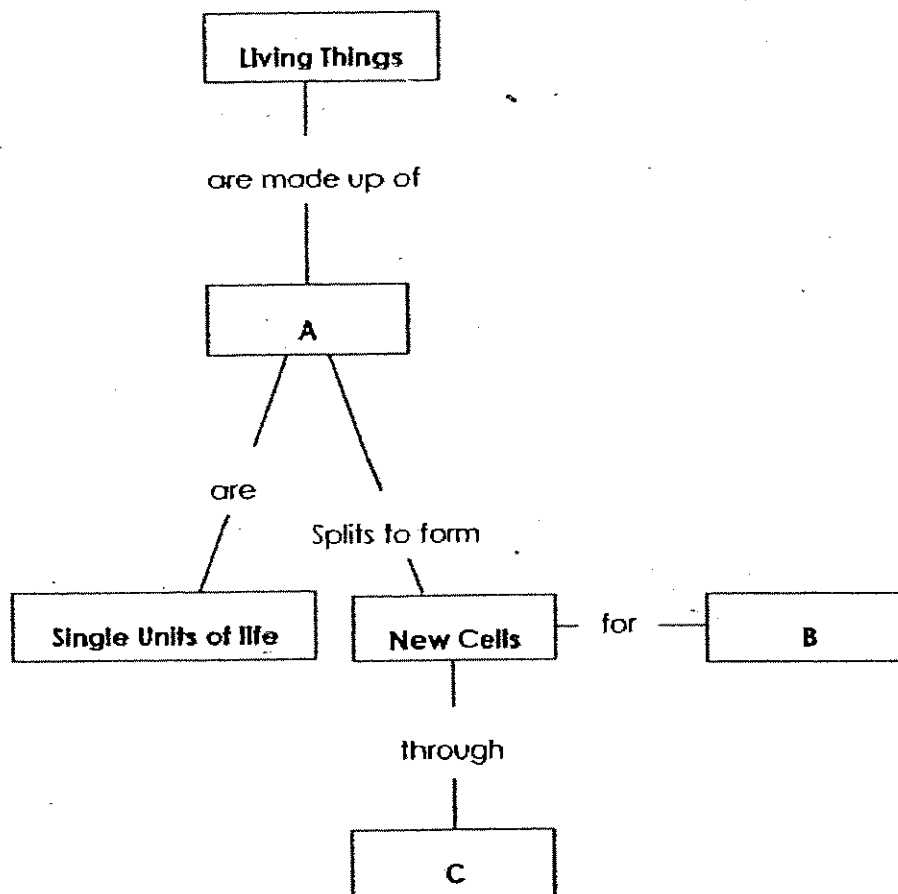 Living Things
are made up of
A
are
Splits to form
Single Units of life
New Cells
for
B
through
C